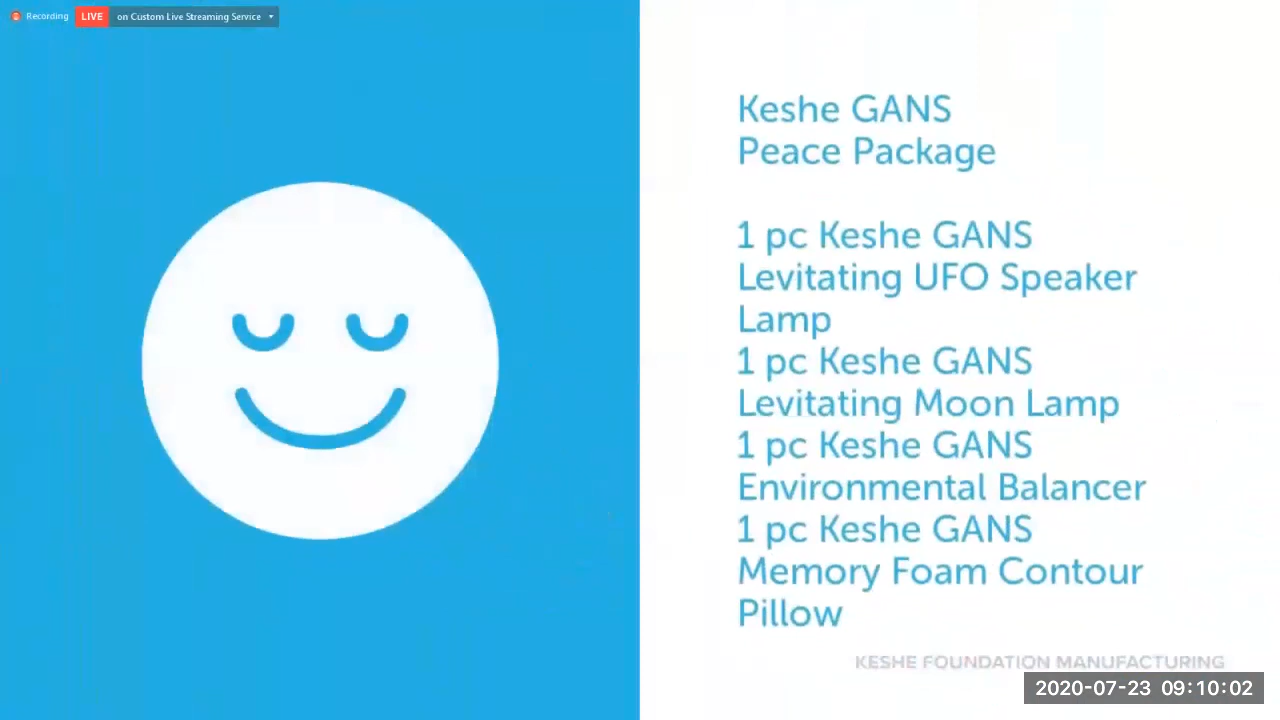 Recording LIVE on Custom Live Streaming Service
Keshe GANS
Peace Package
1 pc Keshe GANS
Levitating UFO Speaker
Lamp
1 pc Keshe GANS
Levitating Moon Lamp
1 pc Keshe GANS
Environmental Balancer
1 pc Keshe GANS
Memory Foam Contour
Pillow
KESHE FOUNDATION MANUFACTURING
2020-07-23 09:10:02